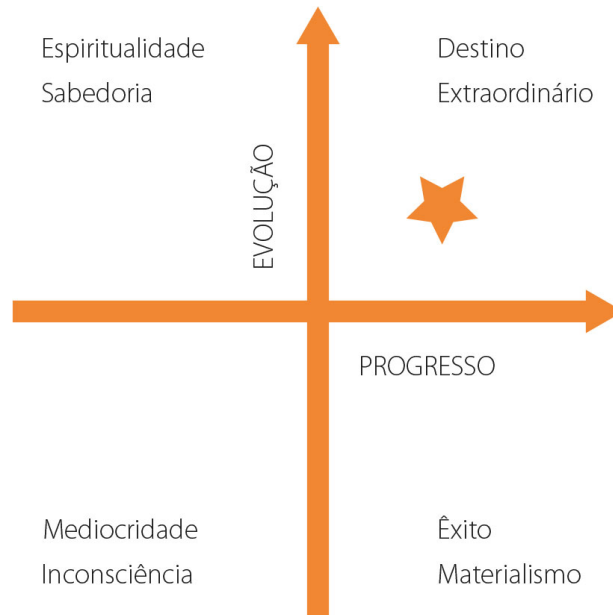 Espiritualidade
Sabedoria
Destino
Extraordinário
EVOLUÇÃO
PROGRESSO
Mediocridade
Inconsciência
Êxito
Materialismo